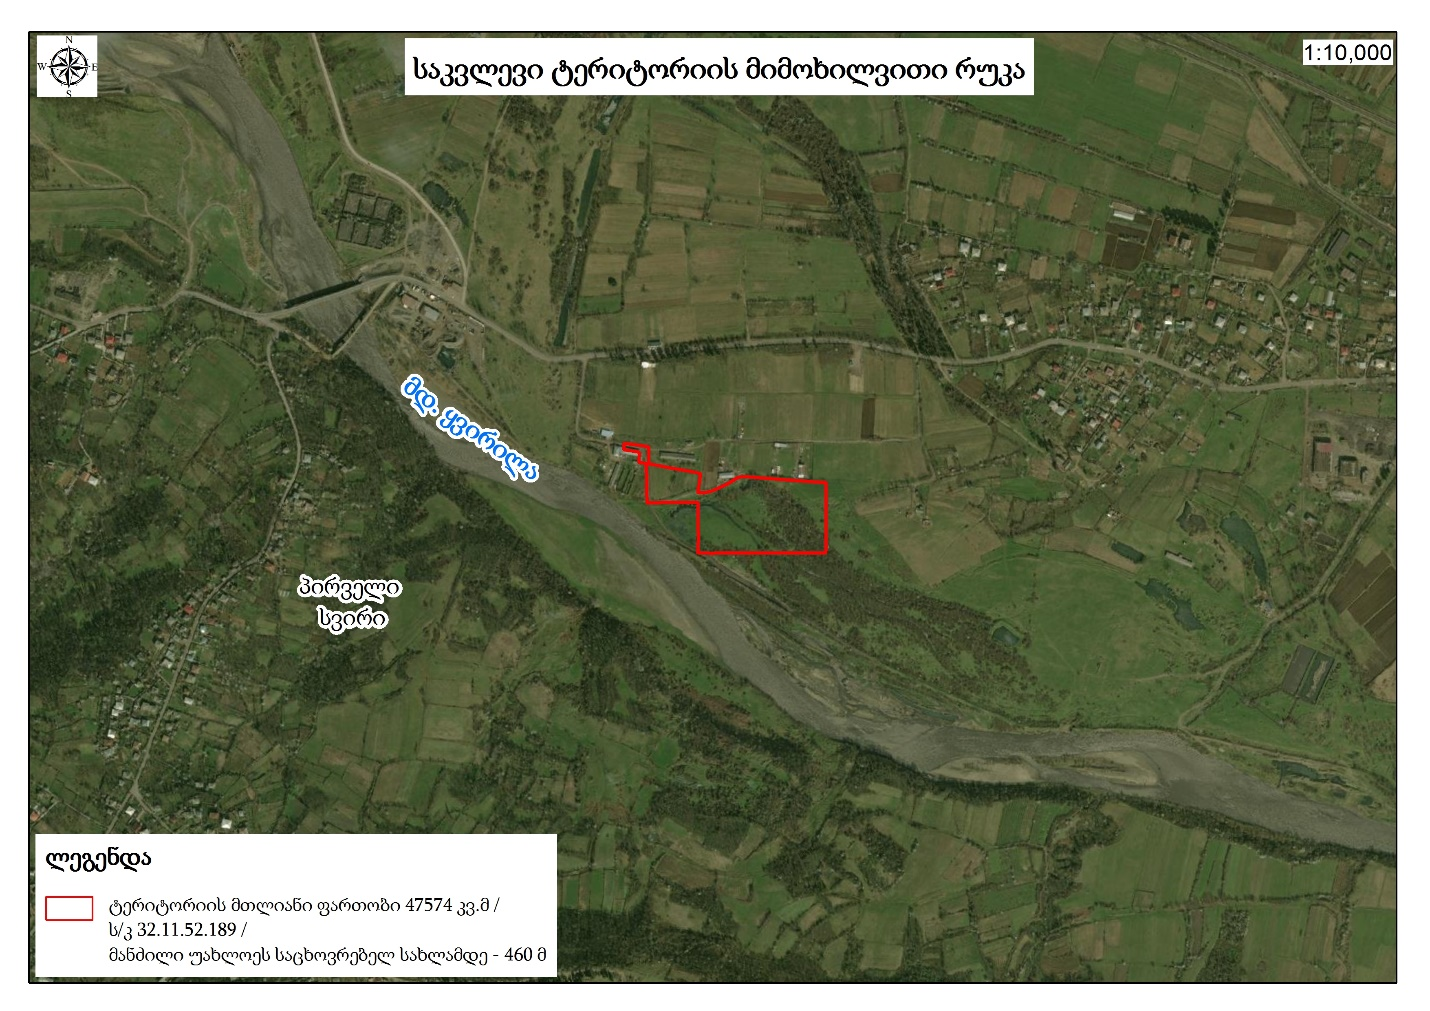 N
W E
S
საკვლევი ტერიტორიის მიმოხილვითი რუკა
1:10,000
მდ. ყვირილა
პირველი
სვირი
ლეგენდა
ტერიტორიის მთლიანი ფართობი 47574 კვ.მ /
ს/კ 32.11.52.189 /
მანძილი უახლოეს საცხოვრებელ სახლამდე - 460 მ